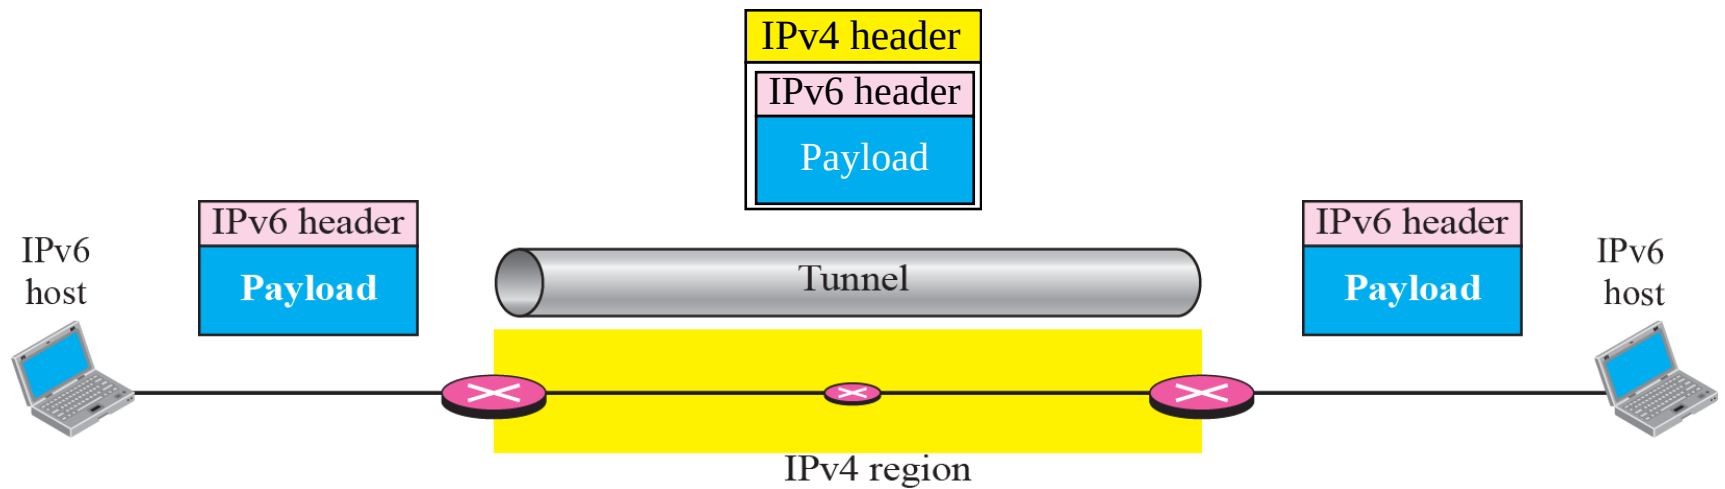 IPv4 header
IPv6 header
Payload
IPv6 header
Payload
IPv6 header
Payload
IPv6
host
IPv6
host
Tunnel
IPv4 region